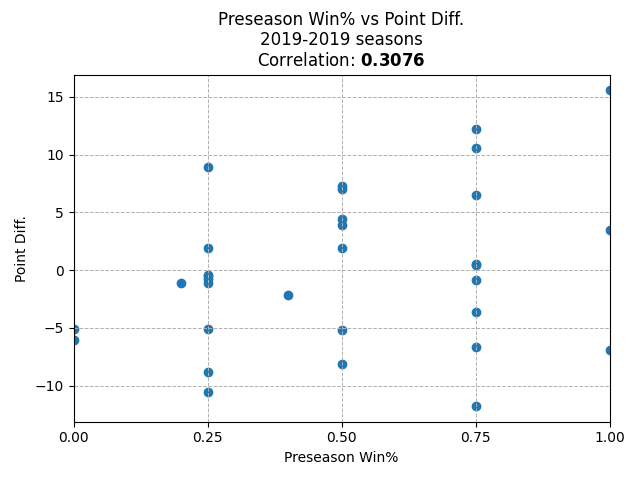 Preseason Win% vs Point Diff.
2019-2019 seasons
Correlation: 0.3076
15
10
5
0
−5
−10
Point Diff.
0.00 0.25 0.50 0.75 1.00
Preseason Win%